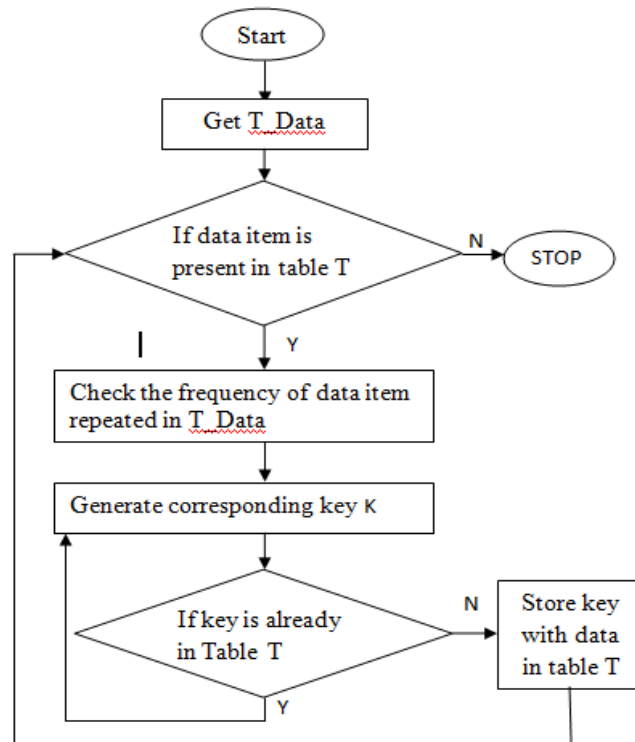 Start
Get T_Data
If data item is
present in table T
N
STOP
Y
Check the frequency of data item
repeated in T_Data
Generate corresponding key K
If key is already
in Table T
N
Store key
with data
in table T
Y